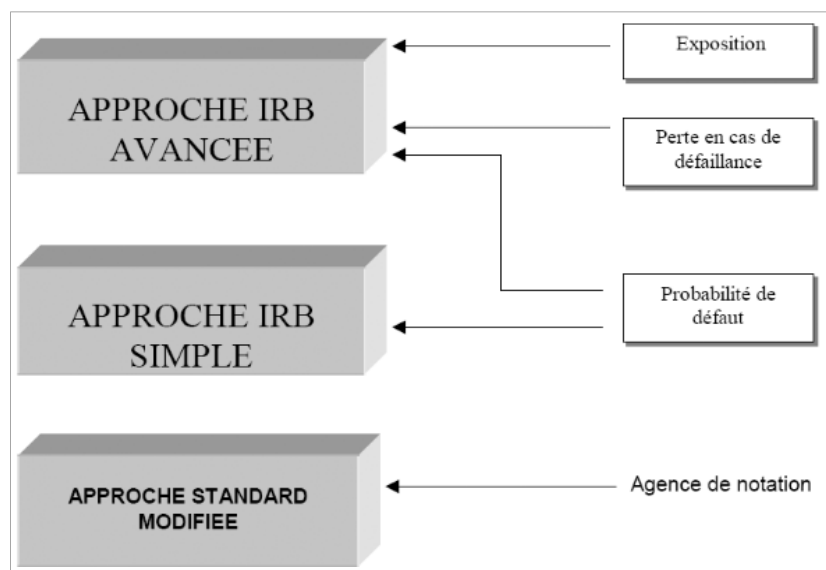 Exposition
APPROCHE IRB
AVANCEE
Perte en cas de
défaillance
APPROCHE IRB
SIMPLE
Probabilité de
défaut
APPROCHE STANDARD
MODIFIEE
Agence de notation